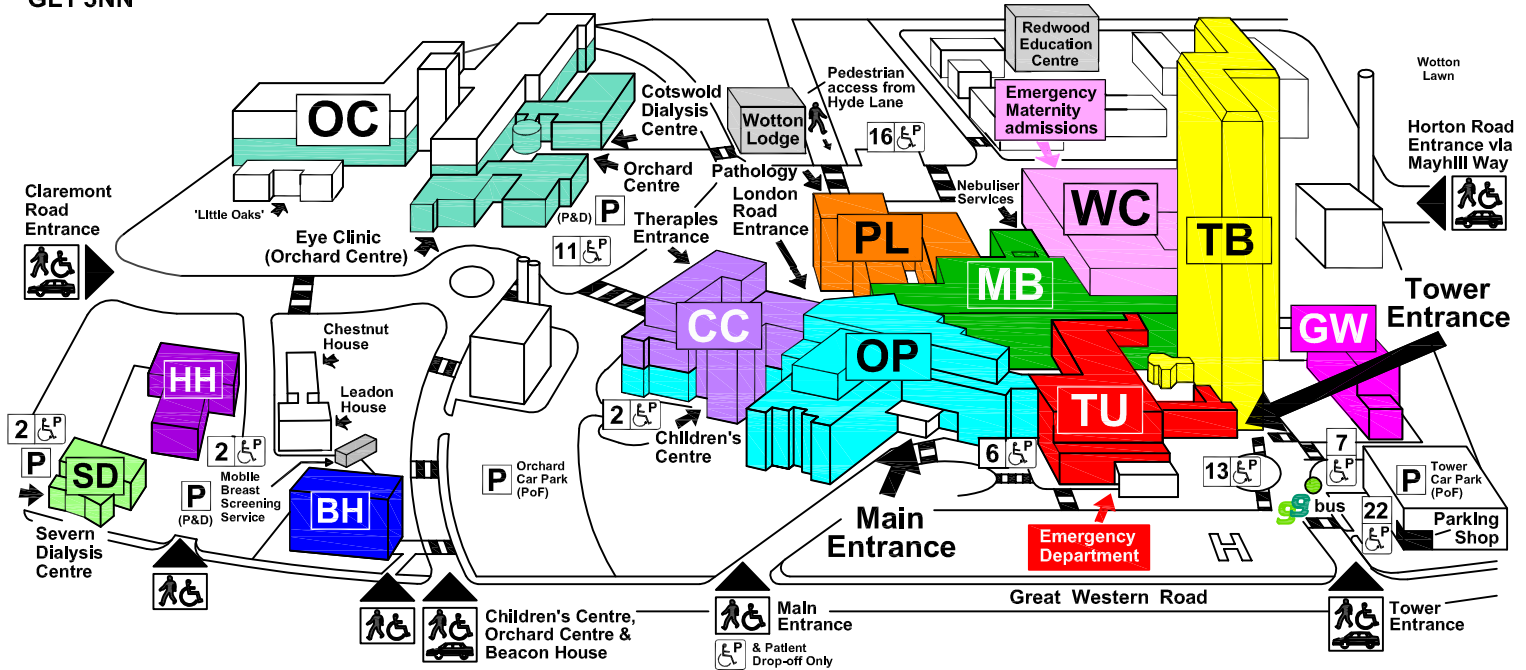 GL1 3NN
OC
Cotswold
Dialysis
Centre
Wotton
Lodge
Pedestrian
access from
Hyde Lane
Redwood
Education
Centre
Emergency
Maternity
admissions
Wotton
Lawn
16
P
Horton Road
Entrance via
Mayhill Way
Claremont
Road
Entrance
'LIttle Oaks'
Eye Clinic
(Orchard Centre)
Orchard
Centre
(P&D) P
11 P
Pathology
London
Road
Entrance
Theraples
Entrance
Nebuliser
Services
PL
WC
TB
MB
CC
OP
TU
GW
Tower
Entrance
Chestnut
House
Leadon
House
HH
2 P
P
SD
Severn
Dialysis
Centre
2 P
P
(P&D)
Moblle
Breast
Screening
Service
BH
P
Orchard
Car Park
(PoF)
2 P
Children's
Centre
6 P
Main
Entrance
Emergency
Department
13 P
7
P
gg bus
22
P
P
Tower
Car Park
(PoF)
Parking
Shop
H
Great Western Road
Children's Centre,
Orchard Centre &
Beacon House
Main
Entrance
P
& Patient
Drop-off Only
Tower
Entrance